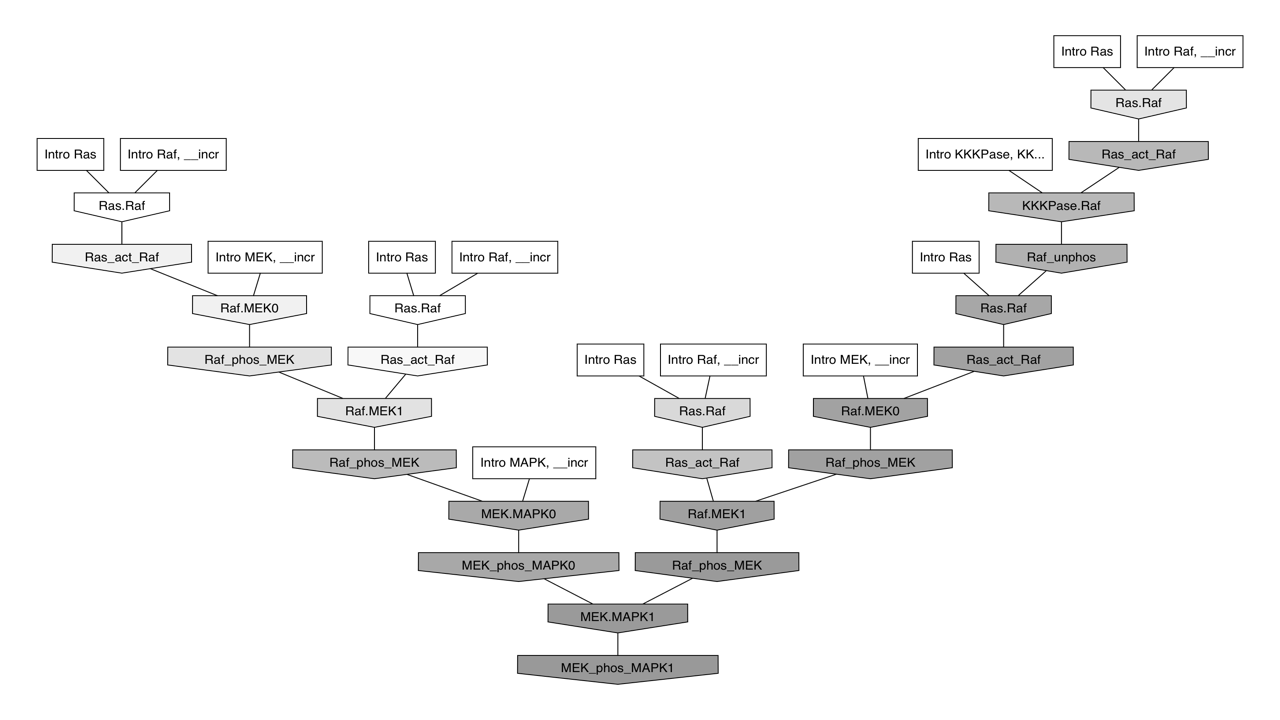 Intro Ras
Intro Raf, __incr
Ras.Raf
Intro KKKPase, KK...
Ras_act_Raf
Intro Ras
Intro Raf, __incr
Ras.Raf
KKKPase.Raf
Ras_act_Raf
Intro MEK, __incr
Intro Ras
Intro Raf, __incr
Intro Ras
Raf_unphos
Raf.MEK0
Ras.Raf
Ras.Raf
Raf_phos_MEK
Ras_act_Raf
Intro Ras
Intro Raf, __incr
Intro MEK, __incr
Ras_act_Raf
Raf.MEK1
Ras.Raf
Raf.MEK0
Raf_phos_MEK
Intro MAPK, __incr
Ras_act_Raf
Raf_phos_MEK
MEK.MAPK0
Raf.MEK1
MEK_phos_MAPK0
Raf_phos_MEK
MEK.MAPK1
MEK_phos_MAPK1